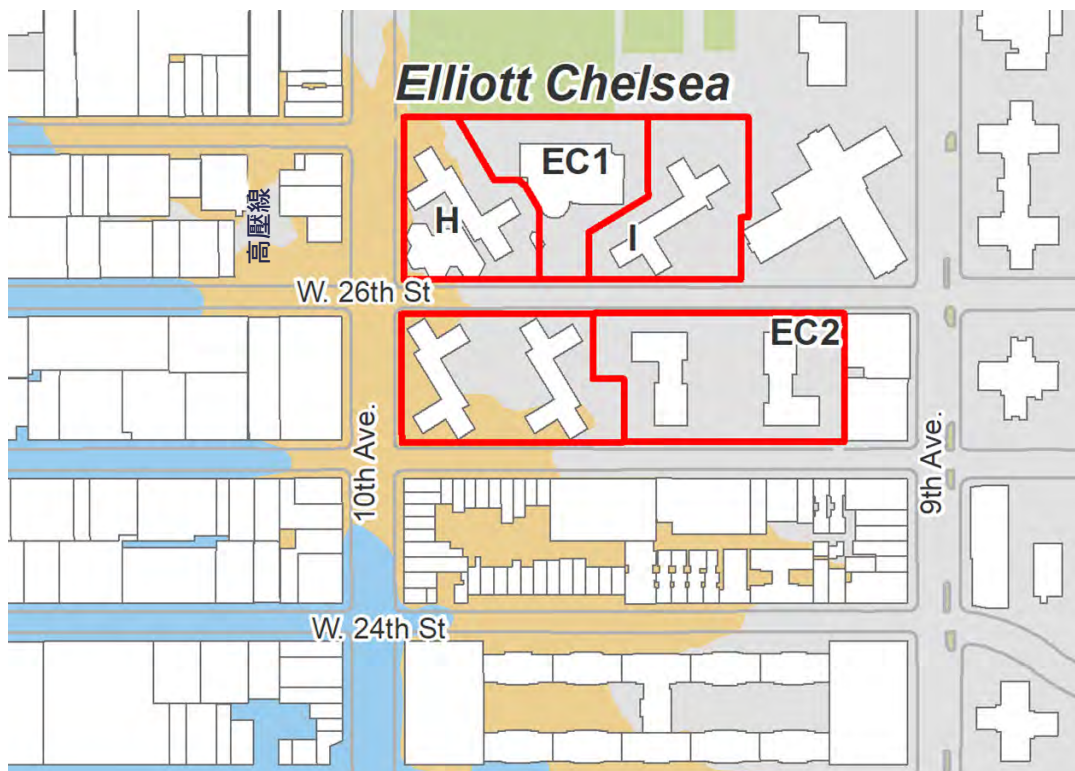 Elliott Chelsea
EC1
高壓線
H
I
W. 26th St
EC2
10th Ave.
9th Ave.
W. 24th St